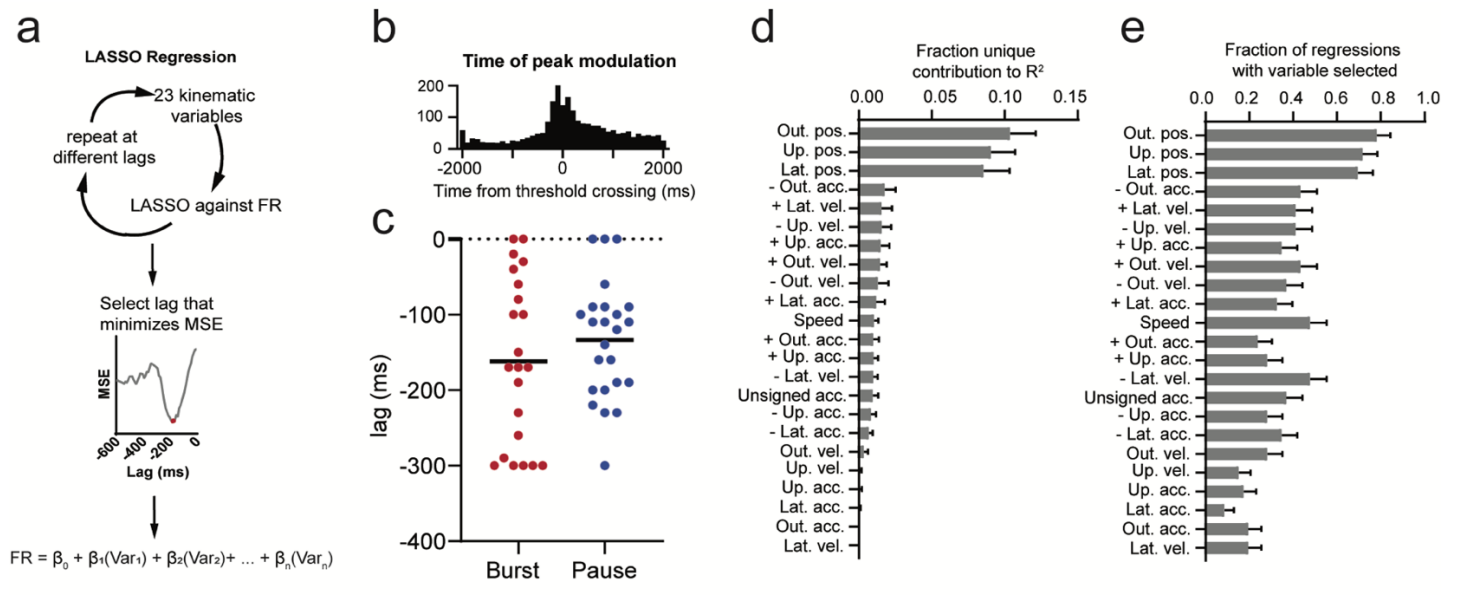 a
LASSO Regression
23 kinematic
variables
repeat at
different lags
LASSO against FR
Select lag that
minimizes MSE
MSE
-600
-400
-200
0
Lag (ms)
FR = β0 + β1(Var1) + β2(Var2)+ ... + βn(Varn)
b
Time of peak modulation
200
100
0
-2000
0
2000
Time from threshold crossing (ms)
c
lag (ms)
0
-100
-200
-300
-400
Burst
Pause
d
Fraction unique
contribution to R²
0.00
0.05
0.10
0.15
Out. pos.
Up. pos.
Lat. pos.
- Out. acc.
+ Lat. vel.
- Up. vel.
+ Up. acc.
+ Out. vel.
- Out. vel.
+ Lat. acc.
Speed
+ Out. acc.
+ Up. acc.
- Lat. vel.
Unsigned acc.
- Up. acc.
- Lat. acc.
Out. vel.
Up. vel.
Up. acc.
Lat. acc.
Out. acc.
Lat. vel.
e
Fraction of regressions
with variable selected
0.0
0.2
0.4
0.6
0.8
1.0
Out. pos.
Up. pos.
Lat. pos.
- Out. acc.
+ Lat. vel.
- Up. vel.
+ Up. acc.
+ Out. vel.
- Out. vel.
+ Lat. acc.
Speed
+ Out. acc.
+ Up. acc.
- Lat. vel.
Unsigned acc.
- Up. acc.
- Lat. acc.
Out. vel.
Up. vel.
Up. acc.
Lat. acc.
Out. acc.
Lat. vel.